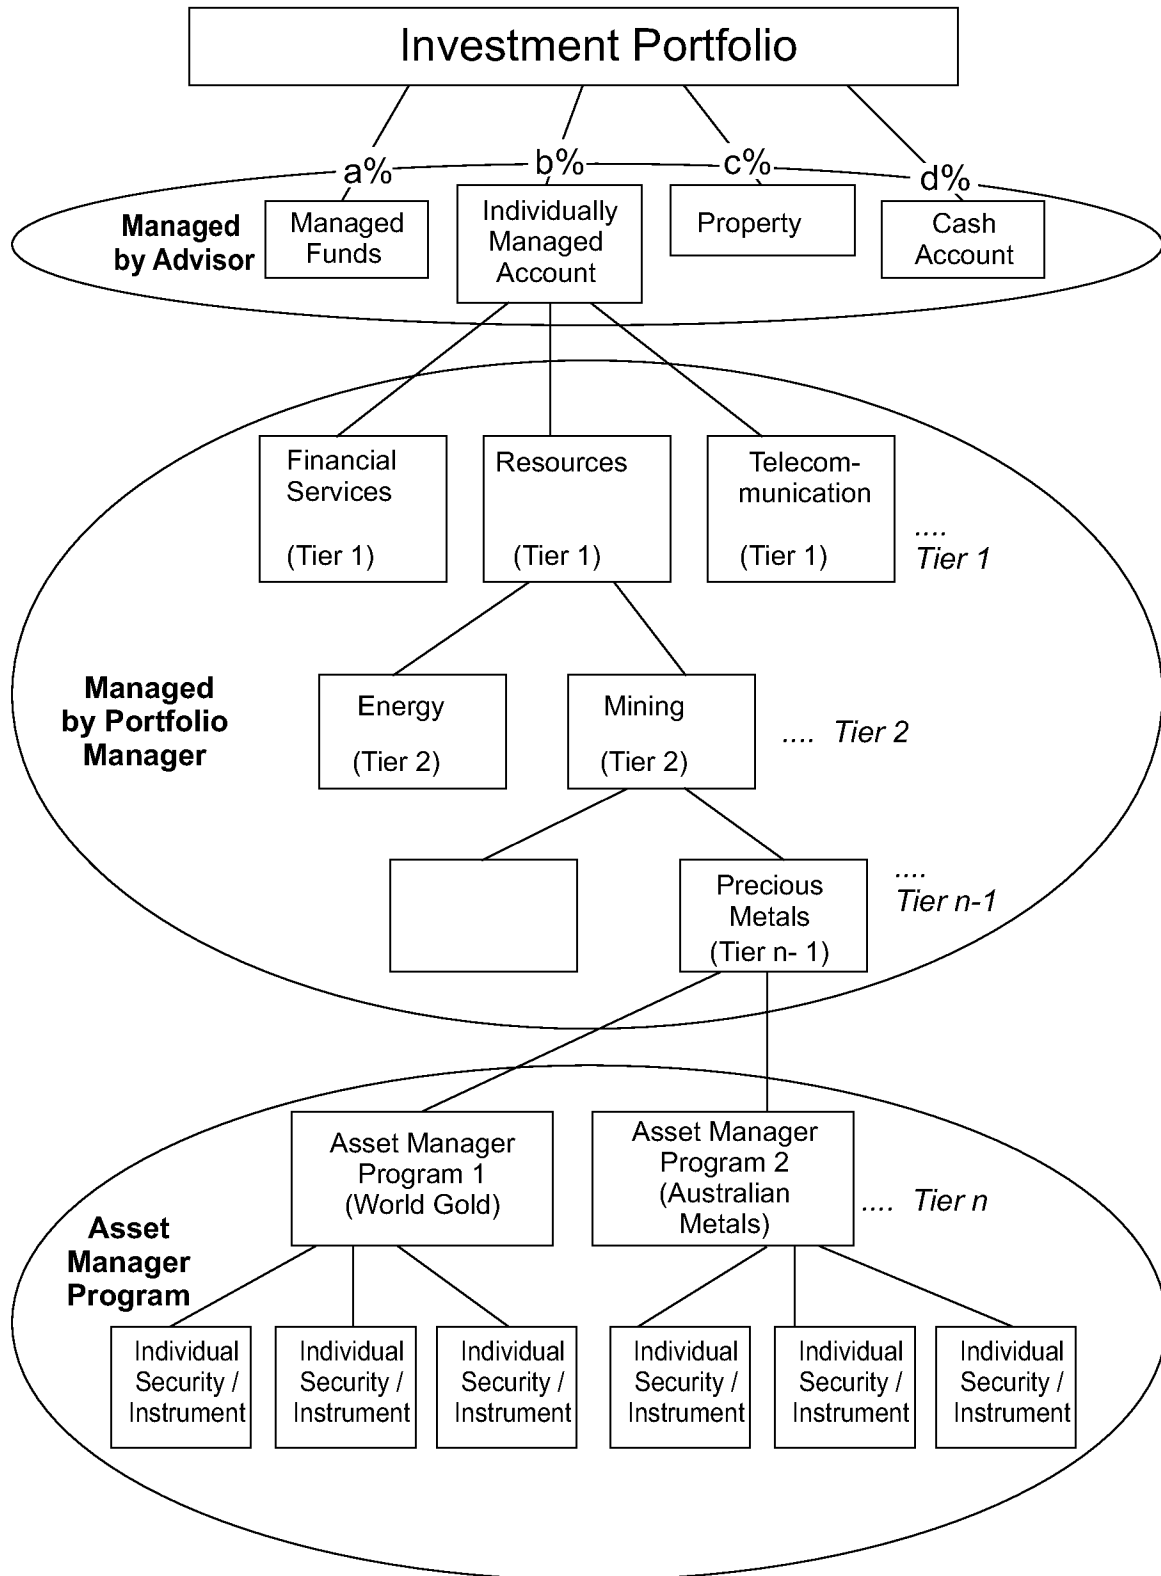 Investment Portfolio
a%
b%
c%
d%
Managed
by Advisor
Managed
Funds
Individually
Managed
Account
Property
Cash
Account
Financial
Services
(Tier 1)
Resources
(Tier 1)
Telecom-
munication
(Tier 1)
....
Tier 1
Managed
by Portfolio
Manager
Energy
(Tier 2)
Mining
(Tier 2)
.... Tier 2
Precious
Metals
(Tier n- 1)
....
Tier n-1
Asset
Manager
Program
Asset Manager
Program 1
(World Gold)
Asset Manager
Program 2
(Australian
Metals)
.... Tier n
Individual
Security /
Instrument
Individual
Security /
Instrument
Individual
Security /
Instrument
Individual
Security /
Instrument
Individual
Security /
Instrument
Individual
Security /
Instrument